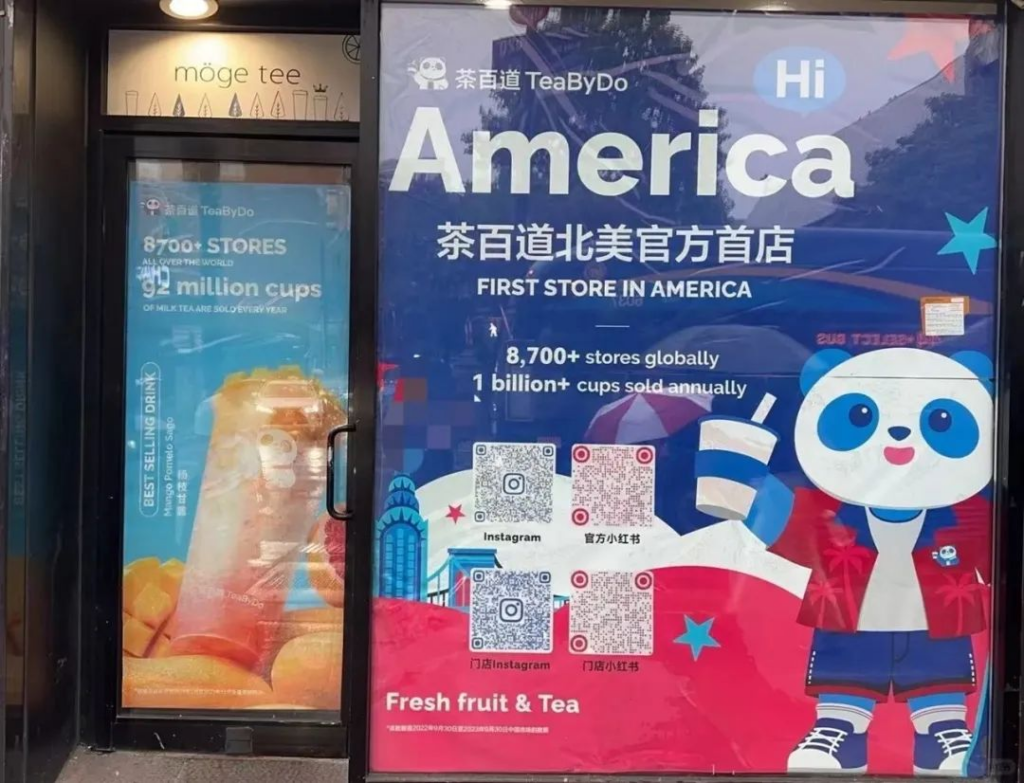 möge tee
茶百道 TeaByDo
8700+ STORES
ALL OVER THE WORLD
92 million cups
OF MILK TEA ARE SOLD EVERY YEAR
BEST SELLING DRINK
Mango Pomelo Sago
杨枝甘露
TeaByDo
茶百道 TeaByDo
Hi
America
茶百道北美官方首店
FIRST STORE IN AMERICA
8,700+ stores globally
1 billion+ cups sold annually
Instagram
官方小红书
门店Instagram
门店小红书
Fresh fruit & Tea